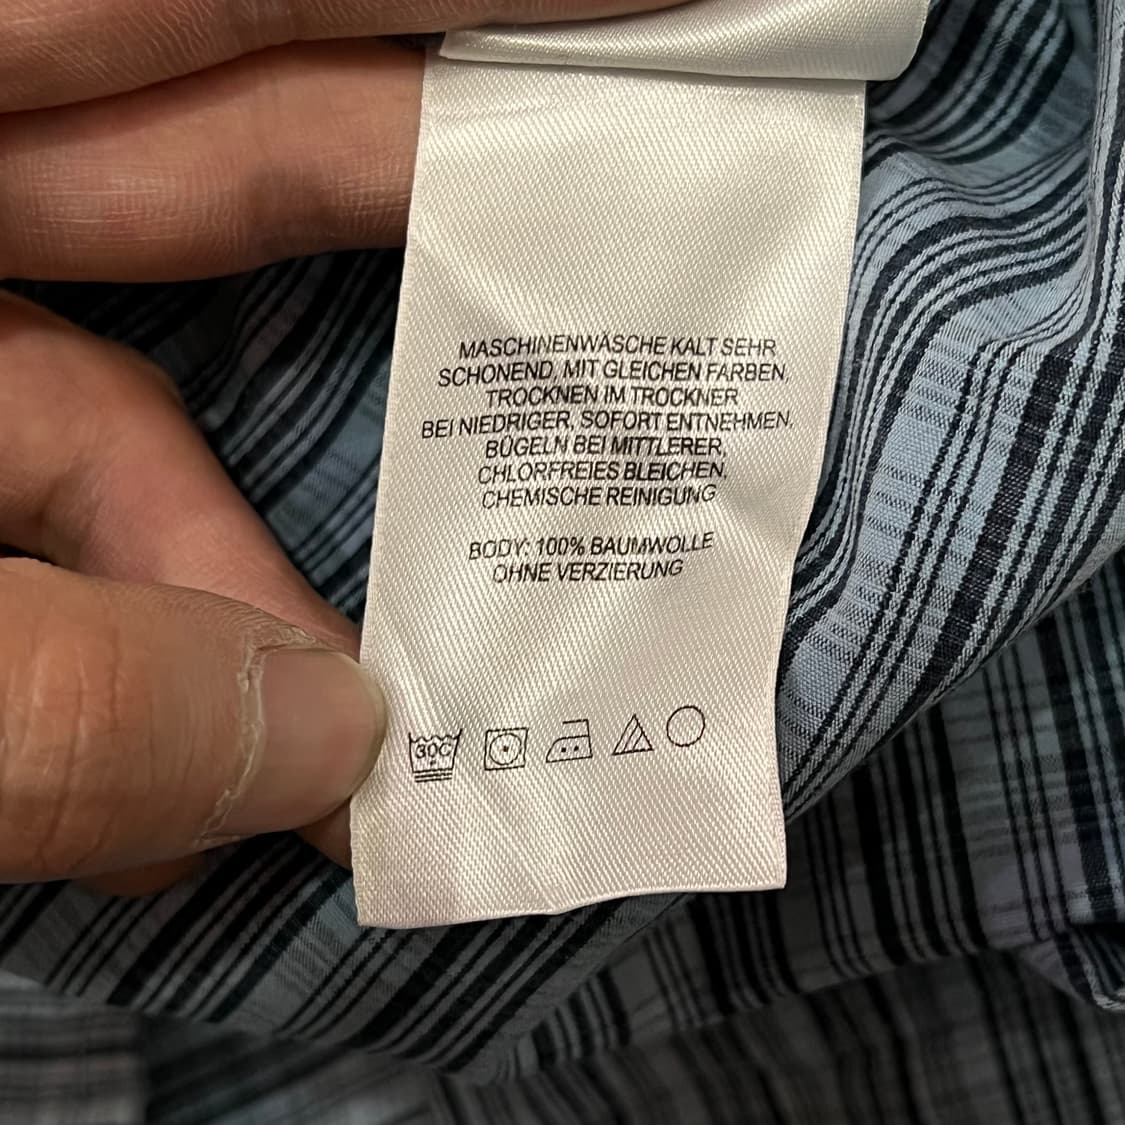 MASCHINENWÄSCHE KALT SEHR
SCHONEND, MIT GLEICHEN FARBEN,
TROCKNEN IM TROCKNER
BEI NIEDRIGER, SOFORT ENTNEHMEN,
BÜGELN BEI MITTLERER,
CHLORFREIES BLEICHEN,
CHEMISCHE REINIGUNG
BODY: 100% BAUMWOLLE
OHNE VERZIERUNG
30C